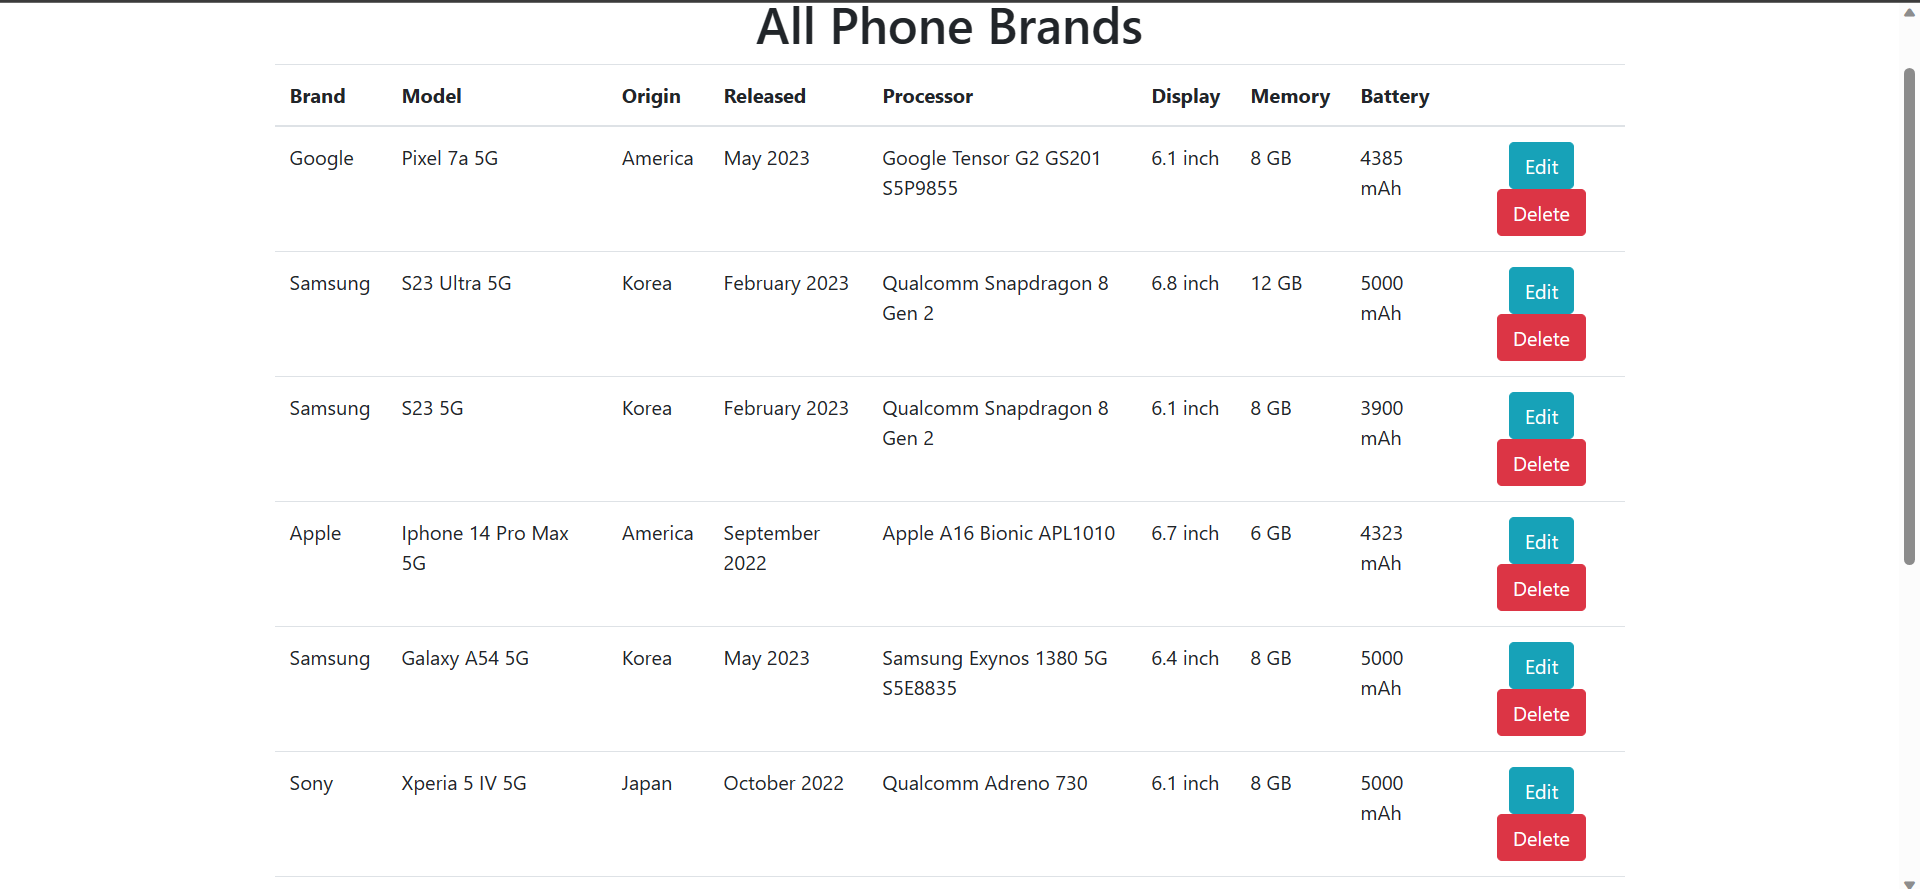 All Phone Brands
Brand Model Origin Released Processor Display Memory Battery
Google Pixel 7a 5G America May 2023 Google Tensor G2 GS201 6.1 inch 8 GB 4385 Edit
S5P9855 mAh
Delete
Samsung S23 Ultra 5G Korea February 2023 Qualcomm Snapdragon 8 6.8 inch 12 GB 5000 Edit
Gen 2 mAh
Delete
Samsung S23 5G Korea February 2023 Qualcomm Snapdragon 8 6.1 inch 8 GB 3900 Edit
Gen 2 mAh
Delete
Apple Iphone 14 Pro Max America September Apple A16 Bionic APL1010 6.7 inch 6 GB 4323 Edit
5G 2022 mAh
Delete
Samsung Galaxy A54 5G Korea May 2023 Samsung Exynos 1380 5G 6.4 inch 8 GB 5000 Edit
S5E8835 mAh
Delete
Sony Xperia 5 IV 5G Japan October 2022 Qualcomm Adreno 730 6.1 inch 8 GB 5000 Edit
mAh
Delete